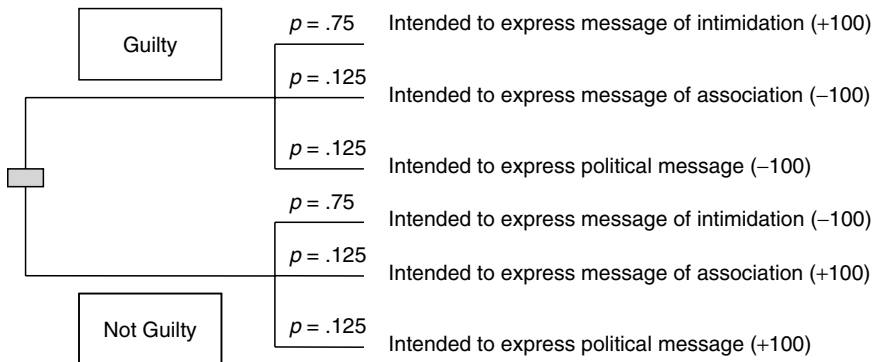 Guilty
p = .75 Intended to express message of intimidation (+100)
p = .125 Intended to express message of association (−100)
p = .125 Intended to express political message (−100)
p = .75 Intended to express message of intimidation (−100)
p = .125 Intended to express message of association (+100)
Not Guilty
p = .125 Intended to express political message (+100)